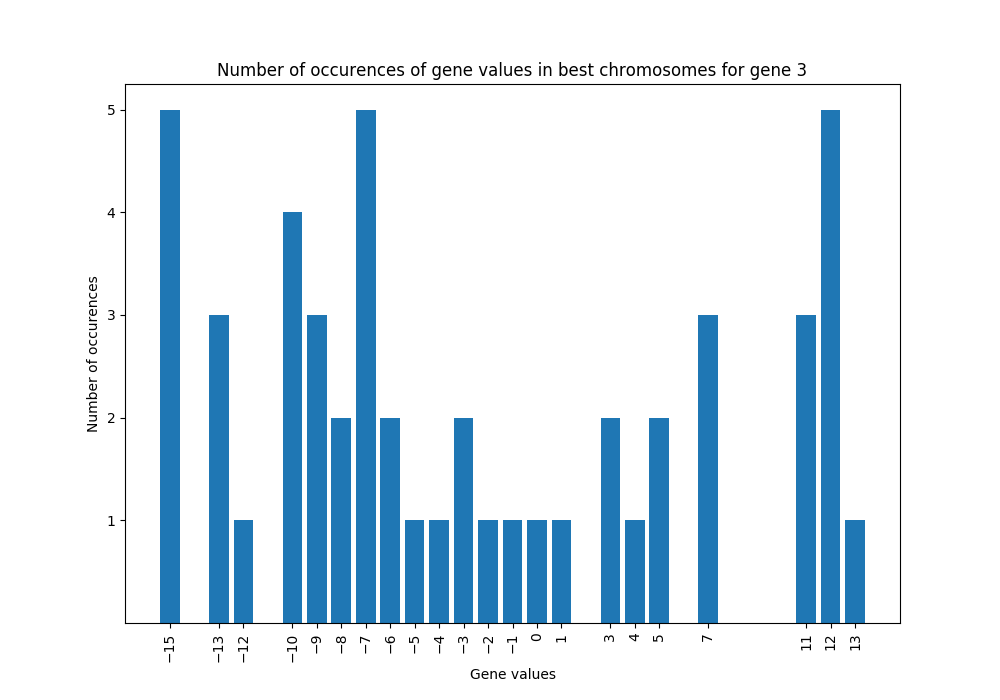 Number of occurences of gene values in best chromosomes for gene 3
Number of occurences
5
4
3
2
1
−15 −13 −12 −10 −9 −8 −7 −6 −5 −4 −3 −2 −1 0 1 3 4 5 7 11 12 13
Gene values